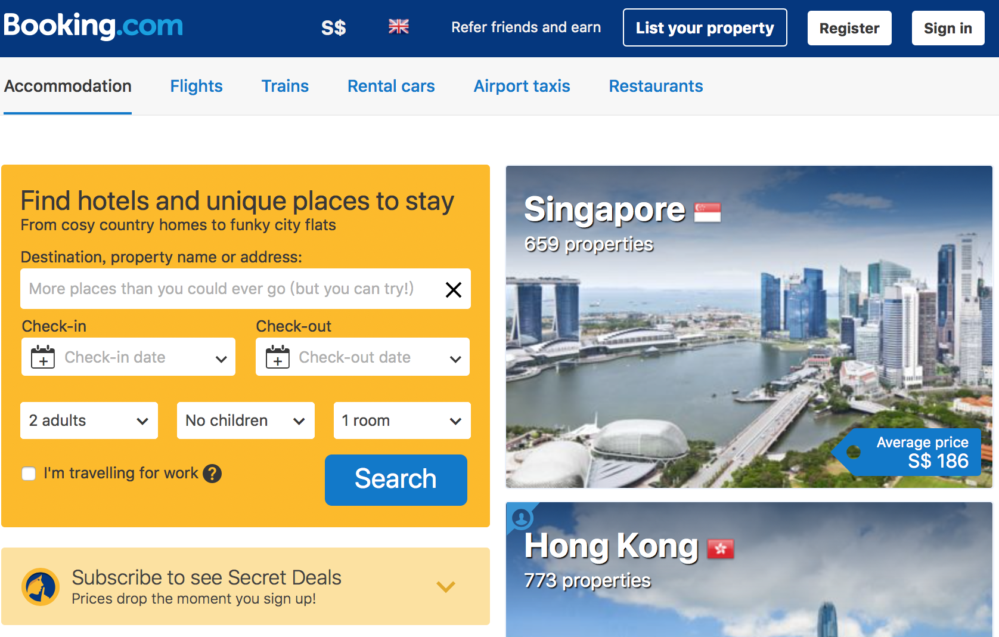 Booking.com
S$
Refer friends and earn
List your property
Register
Sign in
Accommodation
Flights
Trains
Rental cars
Airport taxis
Restaurants
Find hotels and unique places to stay
From cosy country homes to funky city flats
Destination, property name or address:
More places than you could ever go (but you can try!)
Check-in
Check-out
Check-in date
Check-out date
2 adults
No children
1 room
I'm travelling for work ?
Search
Subscribe to see Secret Deals
Prices drop the moment you sign up!
Singapore
659 properties
Average price
S$ 186
Hong Kong
773 properties